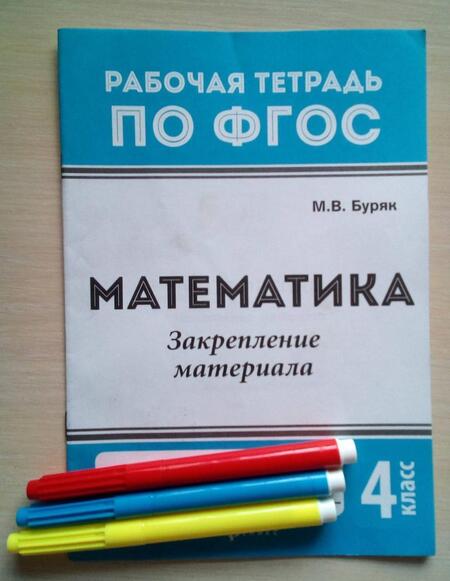 РАБОЧАЯ ТЕТРАДЬ
ПО ФГОС
М.В. Буряк
МАТЕМАТИКА
Закрепление
материала
4 класс